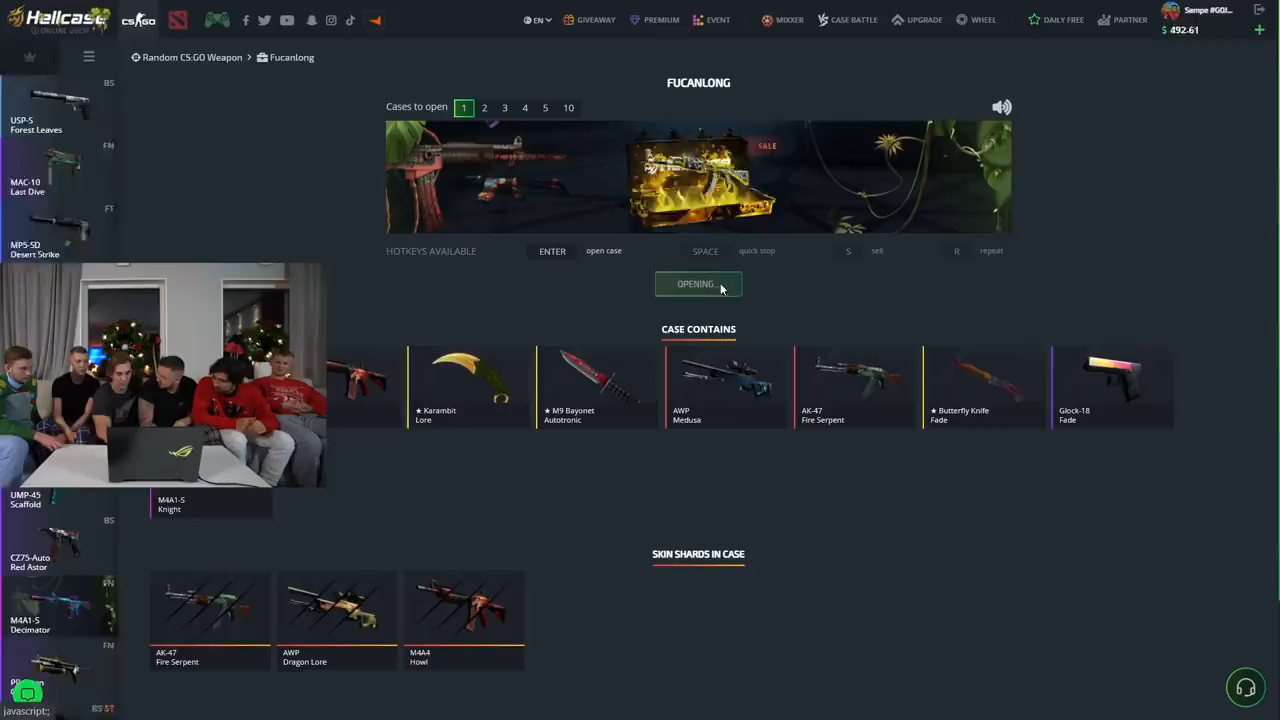 Hellcase
ONLINE DROP
CS:GO
EN
GIVEAWAY
PREMIUM
EVENT
MIXXER
CASE BATTLE
UPGRADE
WHEEL
DAILY FREE
PARTNER
Sampe #GOJ...
$ 492.61
Random CS:GO Weapon > Fucanlong
FUCANLONG
Cases to open 1 2 3 4 5 10
SALE
HOTKEYS AVAILABLE ENTER open case SPACE quick stop S sell R repeat
OPENING...
CASE CONTAINS
★ Karambit
Lore
★ M9 Bayonet
Autotronic
AWP
Medusa
AK-47
Fire Serpent
★ Butterfly Knife
Fade
Glock-18
Fade
M4A1-S
Knight
SKIN SHARDS IN CASE
AK-47
Fire Serpent
AWP
Dragon Lore
M4A4
Howl
BS
USP-S
Forest Leaves
FN
MAC-10
Last Dive
FT
MP5-SD
Desert Strike
UMP-45
Scaffold
BS
CZ75-Auto
Red Astor
FN
M4A1-S
Decimator
FN
BS ST
javascript:;